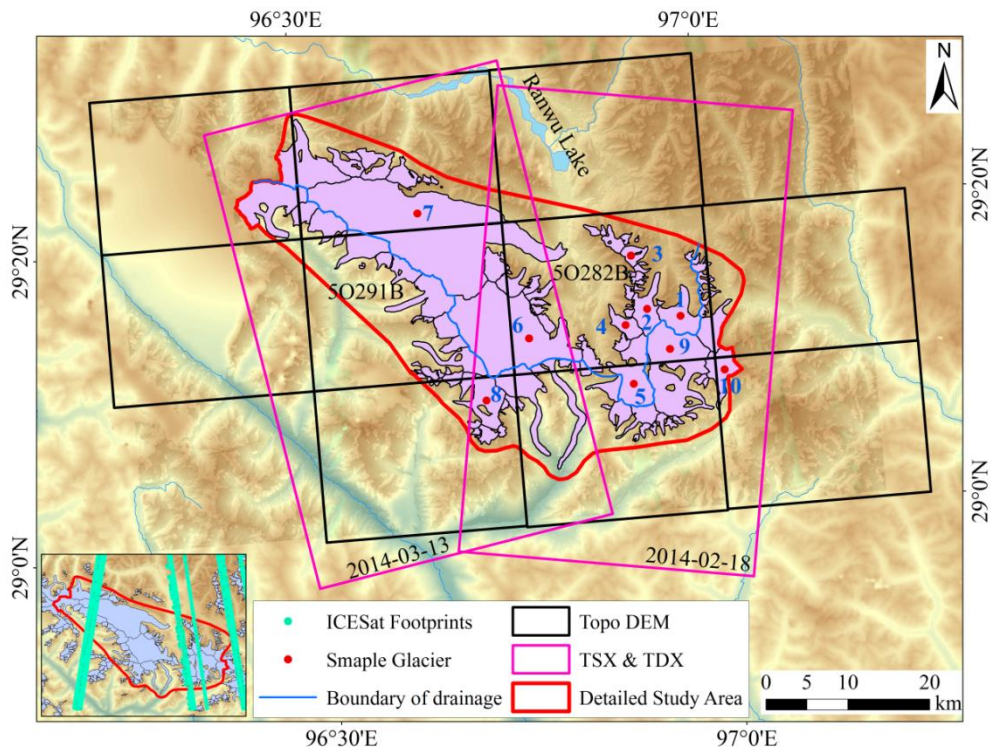 96°30'E
97°0'E
N
Ranwu Lake
29°20'N
7
3
29°20'N
5O282B
5O291B
1
2
4
6
9
10
5
8
29°0'N
2014-03-13
2014-02-18
29°0'N
ICESat Footprints
Topo DEM
Smaple Glacier
TSX & TDX
Boundary of drainage
Detailed Study Area
0 5 10 20
km
96°30'E
97°0'E